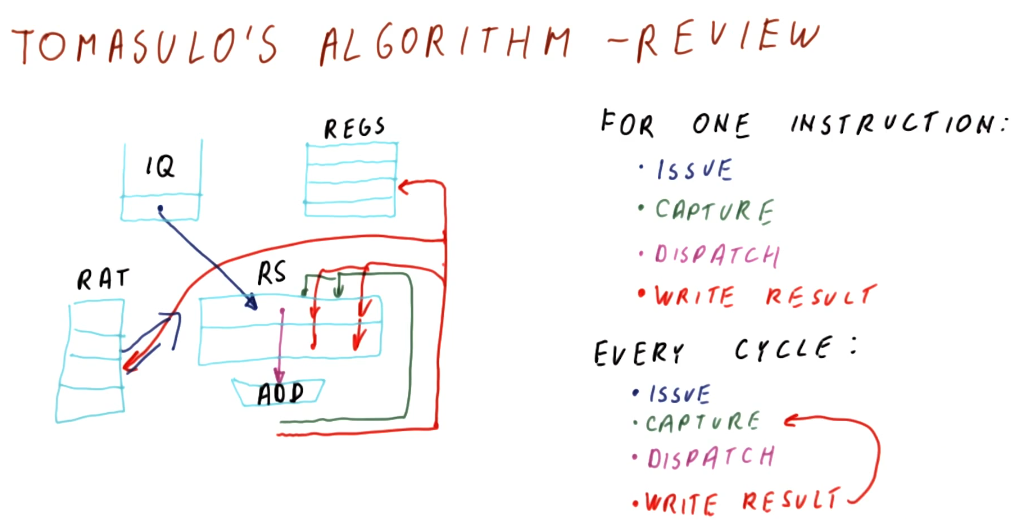 TOMASULO'S ALGORITHM - REVIEW
IQ
REGS
RAT
RS
ADD
FOR ONE INSTRUCTION:
• ISSUE
• CAPTURE
• DISPATCH
• WRITE RESULT
EVERY CYCLE:
• ISSUE
• CAPTURE
• DISPATCH
• WRITE RESULT